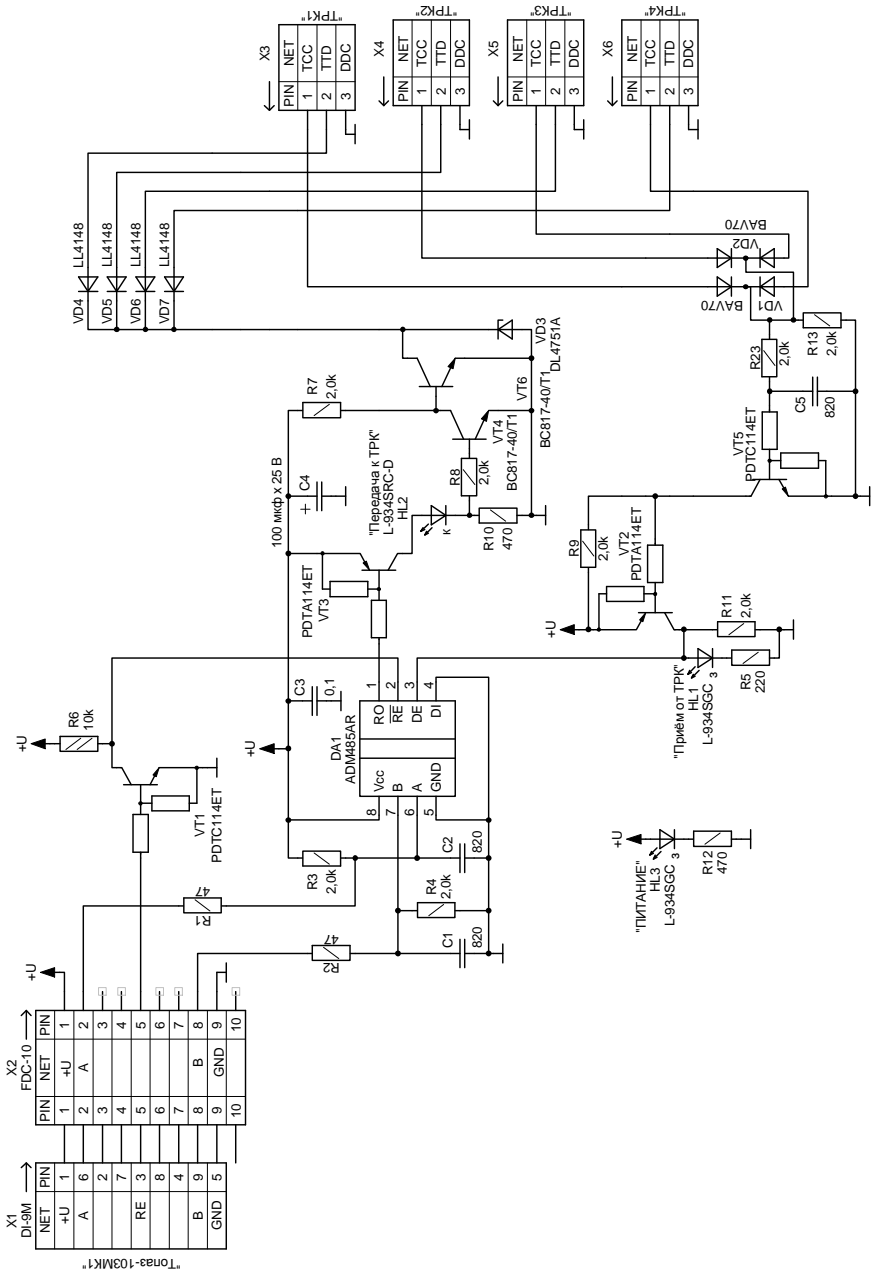 X1
DI-9M
NET PIN
+U 1
A 6
2
7
RE 3
8
4
B 9
GND 5
"Топаз-103МК1"
X2
FDC-10
PIN NET PIN
1 +U 1
2 A 2
3 3
4 4
5 5
6 6
7 7
8 B 8
9 GND 9
10 10
+U
R1
47
R2
47
VT1
PDTC114ET
R6
10k
+U
+U
R3
2,0k
R4
2,0k
C1
820
C2
820
C3
0,1
DA1
ADM485AR
8 Vcc
7 B
6 A
5 GND
RO 1
RE 2
DE 3
DI 4
PDTA114ET
VT3
100 мкф x 25 В
+
C4
"Передача к ТРК"
L-934SRC-D
HL2
к
R10
470
R8
2,0k
R7
2,0k
VT4
BC817-40/T1
VT6
BC817-40/T1
VD3
DL4751A
VD4
LL4148
VD5
LL4148
VD6
LL4148
VD7
LL4148
X3
"ТРК1"
PIN NET
1 TCC
2 TTD
3 DDC
X4
"ТРК2"
PIN NET
1 TCC
2 TTD
3 DDC
X5
"ТРК3"
PIN NET
1 TCC
2 TTD
3 DDC
X6
"ТРК4"
PIN NET
1 TCC
2 TTD
3 DDC
BAV70
VD2
BAV70
VD1
R13
2,0k
R23
2,0k
C5
820
VT5
PDTC114ET
R9
2,0k
VT2
PDTA114ET
+U
R11
2,0k
"Приём от ТРК"
HL1
L-934SGC
з
R5
220
+U
"ПИТАНИЕ"
HL3
L-934SGC
з
R12
470